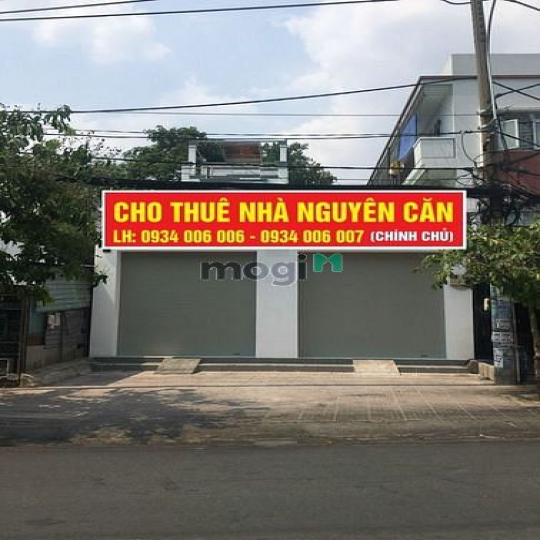 CHO THUÊ NHÀ NGUYÊN CĂN
LH: 0934 006 006 - 0934 006 007 (CHÍNH CHỦ)
mogi